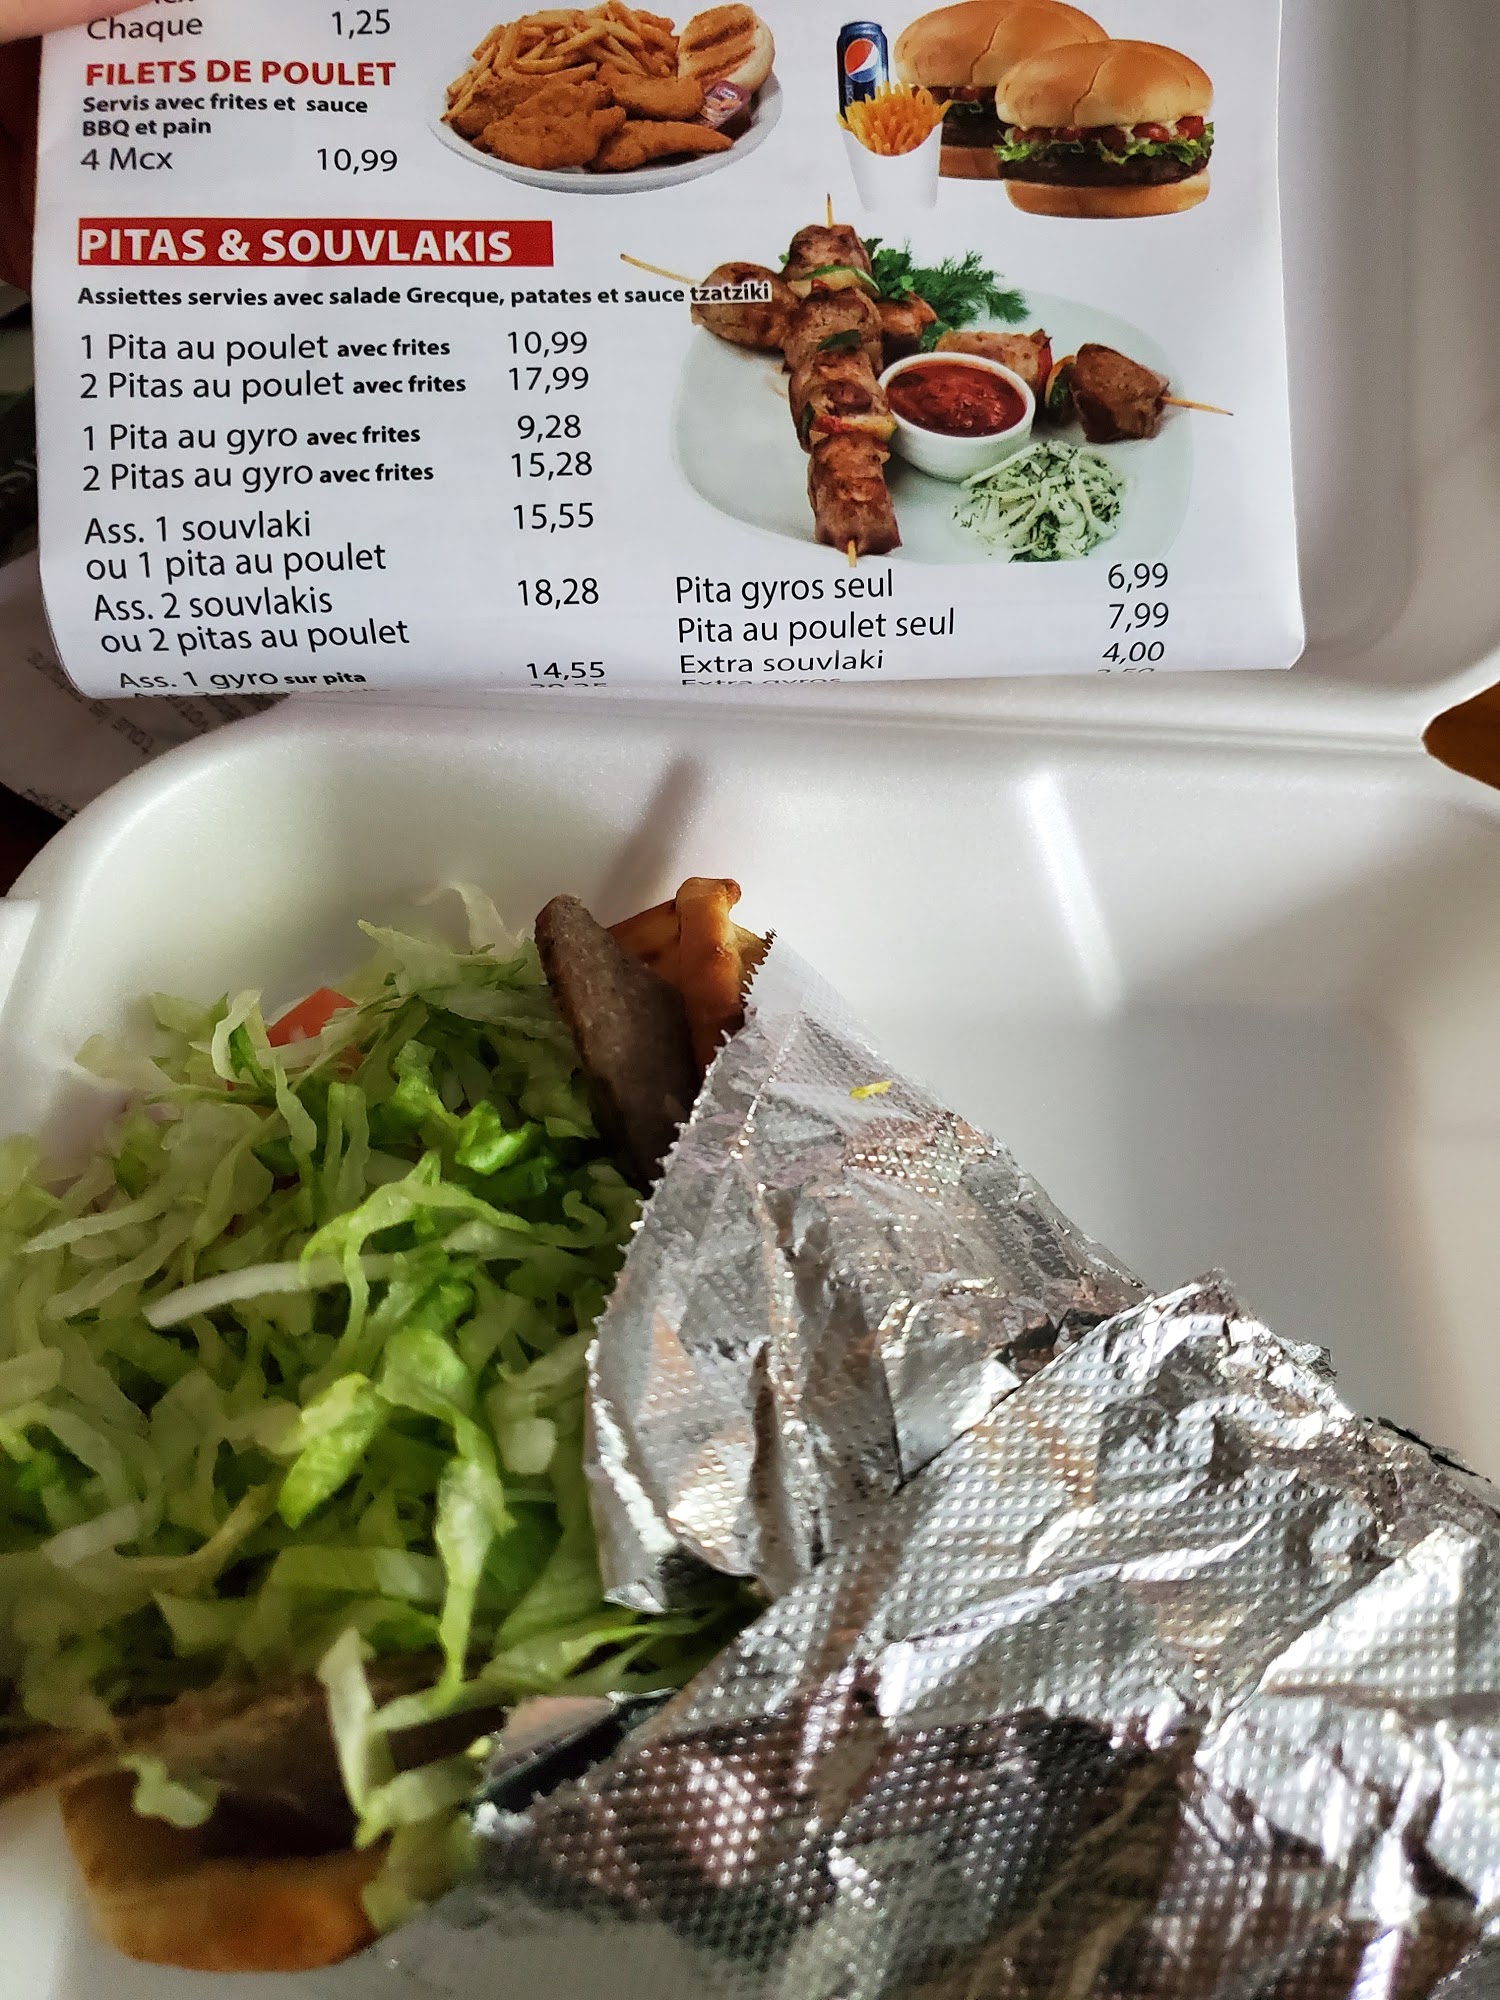 Chaque 1,25
FILETS DE POULET
Servis avec frites et sauce
BBQ et pain
4 Mcx 10,99
PITAS & SOUVLAKIS
Assiettes servies avec salade Grecque, patates et sauce tzatziki
1 Pita au poulet avec frites 10,99
2 Pitas au poulet avec frites 17,99
1 Pita au gyro avec frites 9,28
2 Pitas au gyro avec frites 15,28
Ass. 1 souvlaki 15,55
ou 1 pita au poulet
Ass. 2 souvlakis 18,28
ou 2 pitas au poulet
Ass. 1 gyro sur pita 14,55
Pita gyros seul 6,99
Pita au poulet seul 7,99
Extra souvlaki 4,00
Extra gyros